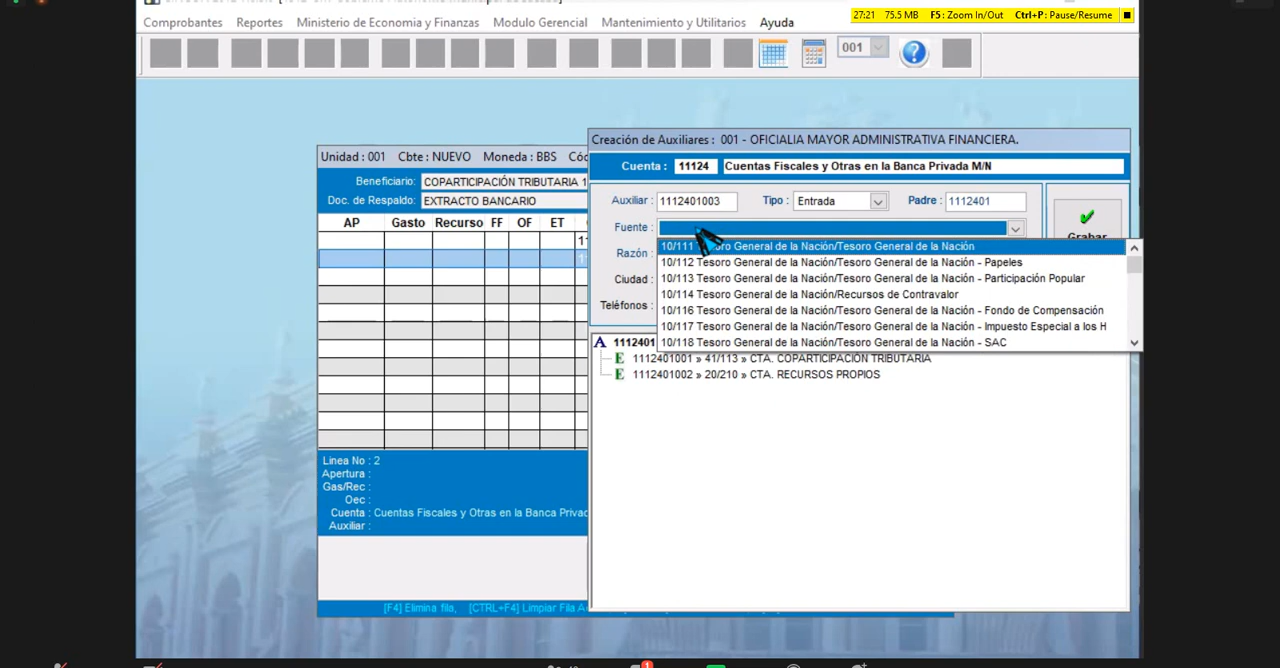 Comprobantes Reportes Ministerio de Economia y Finanzas Modulo Gerencial Mantenimiento y Utilitarios Ayuda
27:21 75.5 MB F5: Zoom In/Out Ctrl+P: Pause/Resume
001
Creación de Auxiliares : 001 - OFICIALIA MAYOR ADMINISTRATIVA FINANCIERA.
Unidad : 001 Cbte : NUEVO Moneda : BBS
Cuenta : 11124 Cuentas Fiscales y Otras en la Banca Privada M/N
Beneficiario: COPARTICIPACIÓN TRIBUTARIA 1
Doc. de Respaldo: EXTRACTO BANCARIO
Auxiliar : 1112401003 Tipo : Entrada Padre : 1112401
Grabar
AP Gasto Recurso FF OF ET
Fuente :
Razón :
Ciudad :
Teléfonos :
10/111 Tesoro General de la Nación/Tesoro General de la Nación
10/112 Tesoro General de la Nación/Tesoro General de la Nación - Papeles
10/113 Tesoro General de la Nación/Tesoro General de la Nación - Participación Popular
10/114 Tesoro General de la Nación/Recursos de Contravalor
10/116 Tesoro General de la Nación/Tesoro General de la Nación - Fondo de Compensación
10/117 Tesoro General de la Nación/Tesoro General de la Nación - Impuesto Especial a los H
10/118 Tesoro General de la Nación/Tesoro General de la Nación - SAC
A 1112401
E 1112401001 » 41/113 » CTA. COPARTICIPACIÓN TRIBUTARIA
E 1112401002 » 20/210 » CTA. RECURSOS PROPIOS
Linea No : 2
Apertura :
Gas/Rec :
Oec :
Cuenta : Cuentas Fiscales y Otras en la Banca Privad
Auxiliar :
[F4] Elimina fila, [CTRL+F4] Limpiar Fila